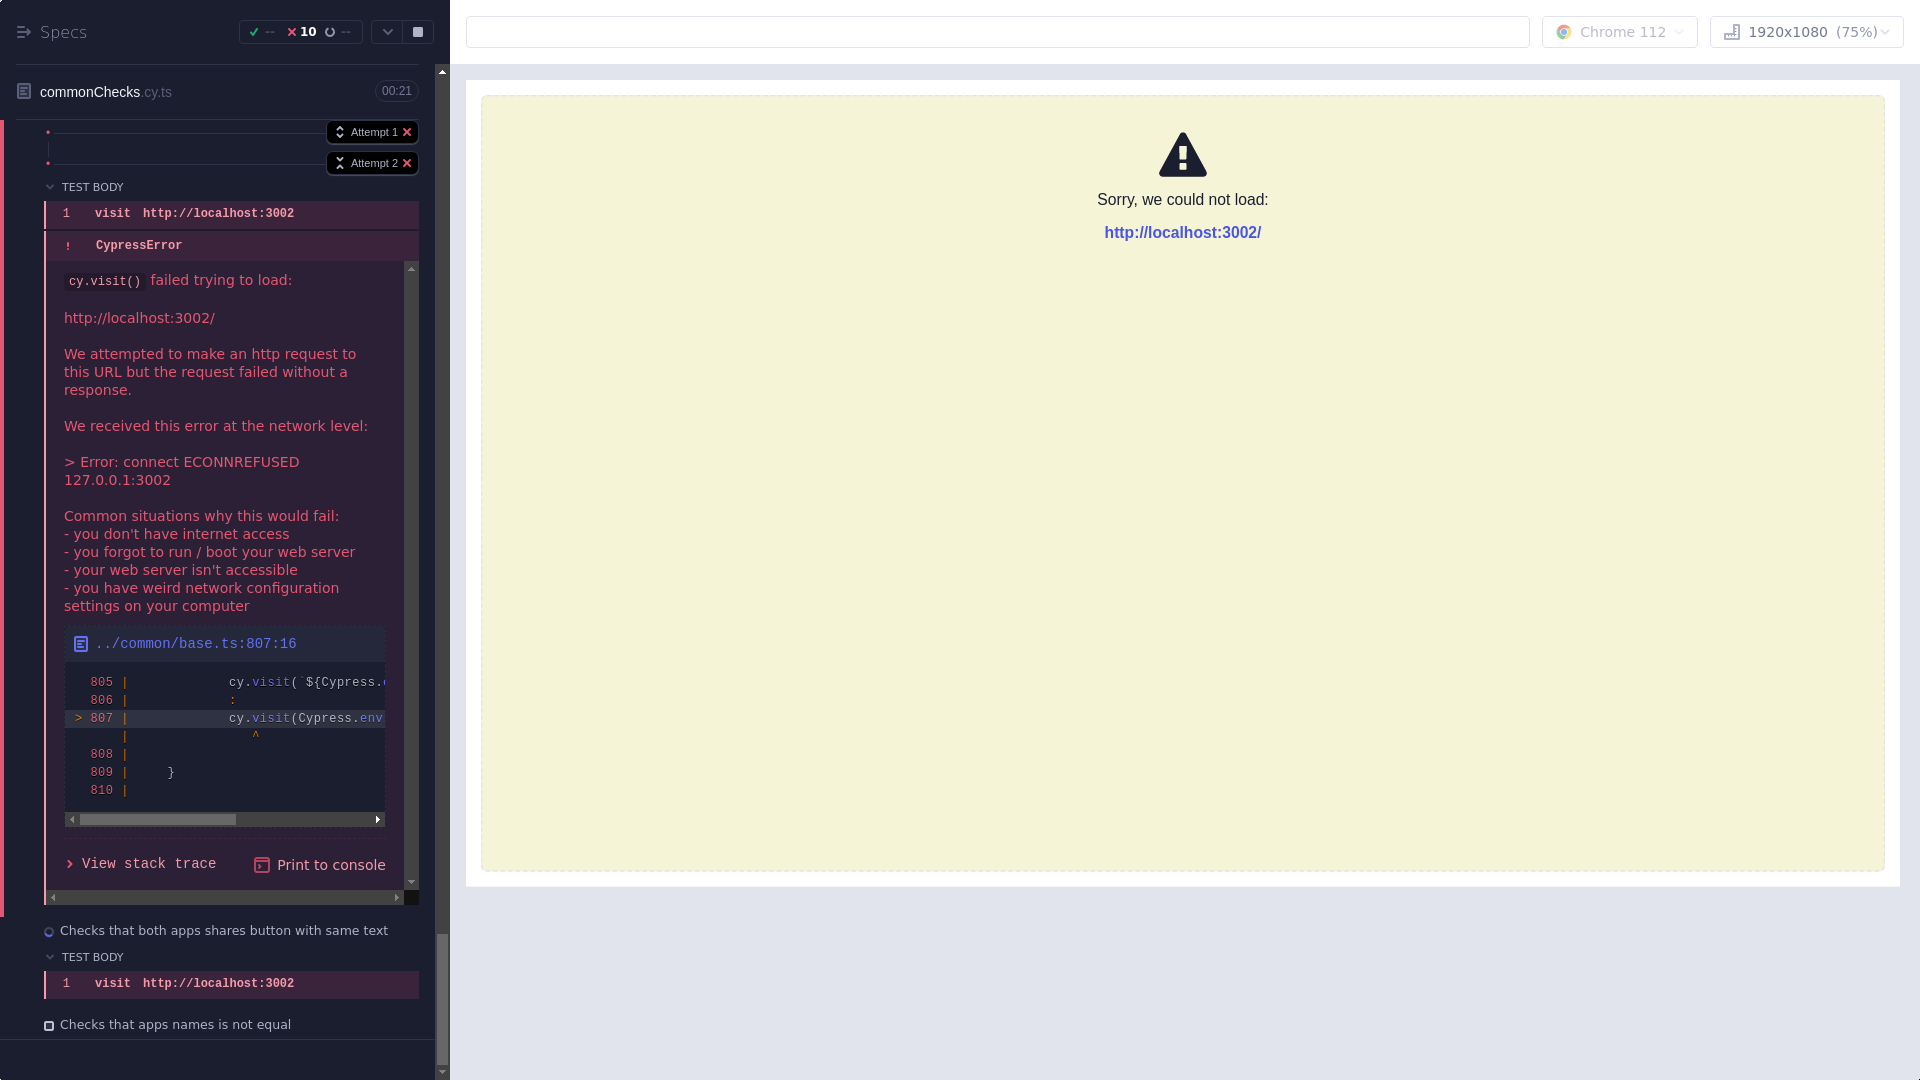 Specs
-- 10 --
commonChecks.cy.ts
00:21
Attempt 1
Attempt 2
TEST BODY
1 visit http://localhost:3002
! CypressError
cy.visit() failed trying to load:
http://localhost:3002/
We attempted to make an http request to
this URL but the request failed without a
response.
We received this error at the network level:
> Error: connect ECONNREFUSED
127.0.0.1:3002
Common situations why this would fail:
- you don't have internet access
- you forgot to run / boot your web server
- your web server isn't accessible
- you have weird network configuration
settings on your computer
../common/base.ts:807:16
805 | cy.visit(`${Cypress.
806 | :
> 807 | cy.visit(Cypress.env
| ^
808 |
809 | }
810 |
View stack trace
Print to console
Checks that both apps shares button with same text
TEST BODY
1 visit http://localhost:3002
Checks that apps names is not equal
Chrome 112
1920x1080 (75%)
Sorry, we could not load:
http://localhost:3002/